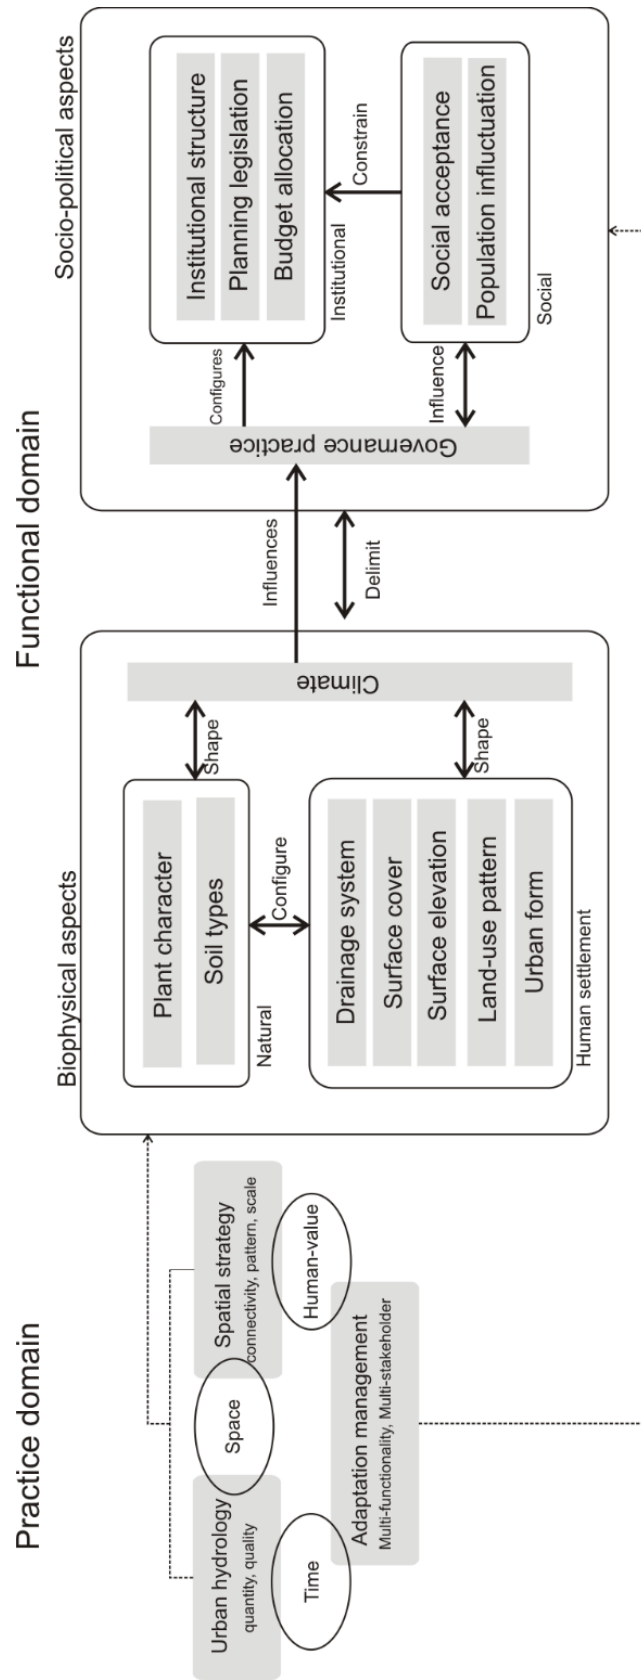 Practice domain
Functional domain
Urban hydrology
quantity, quality
Space
Spatial strategy
connectivity, pattern, scale
Time
Human-value
Adaptation management
Multi-functionality, Multi-stakeholder
Biophysical aspects
Plant character
Soil types
Natural
Configure
Drainage system
Surface cover
Surface elevation
Land-use pattern
Urban form
Human settlement
Shape
Shape
Climate
Influences
Delimit
Socio-political aspects
Governance practice
Configures
Influence
Institutional structure
Planning legislation
Budget allocation
Institutional
Constrain
Social acceptance
Population influctuation
Social